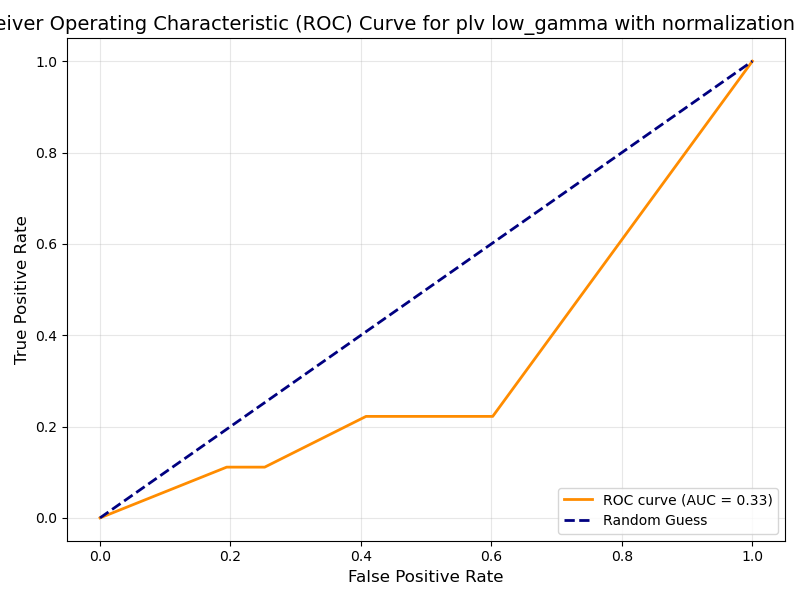 eiver Operating Characteristic (ROC) Curve for plv low_gamma with normalization
1.0
0.8
0.6
0.4
0.2
0.0
True Positive Rate
0.0 0.2 0.4 0.6 0.8 1.0
False Positive Rate
ROC curve (AUC = 0.33)
Random Guess